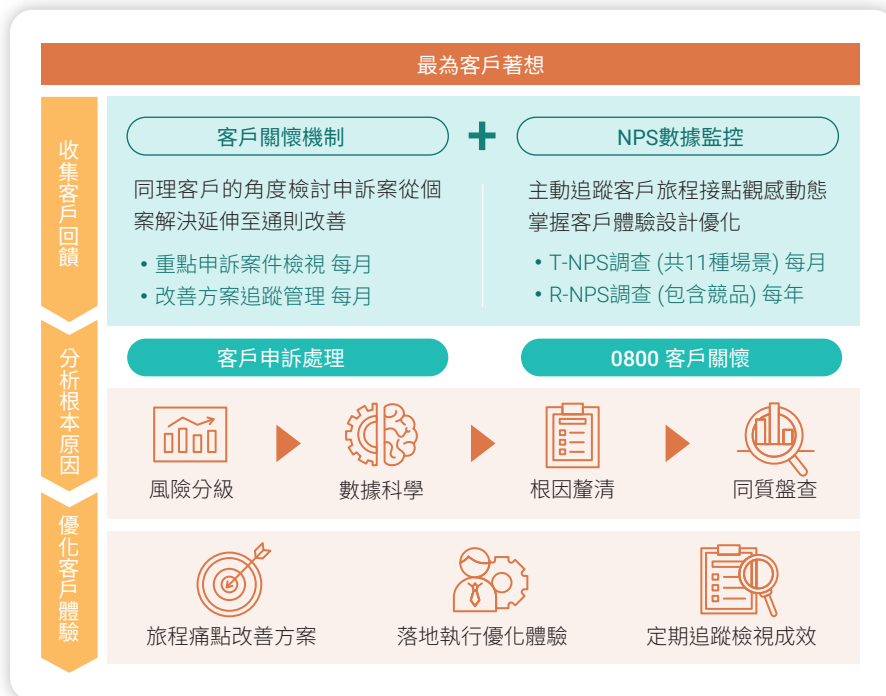 最為客戶著想
收集客戶回饋
客戶關懷機制
NPS數據監控
同理客戶的角度檢討申訴案從個
案解決延伸至通則改善
• 重點申訴案件檢視 每月
• 改善方案追蹤管理 每月
主動追蹤客戶旅程接點觀感動態
掌握客戶體驗設計優化
• T-NPS調查 (共11種場景) 每月
• R-NPS調查 (包含競品) 每年
分析根本原因
客戶申訴處理
0800 客戶關懷
風險分級
數據科學
根因釐清
同質盤查
優化客戶體驗
旅程痛點改善方案
落地執行優化體驗
定期追蹤檢視成效